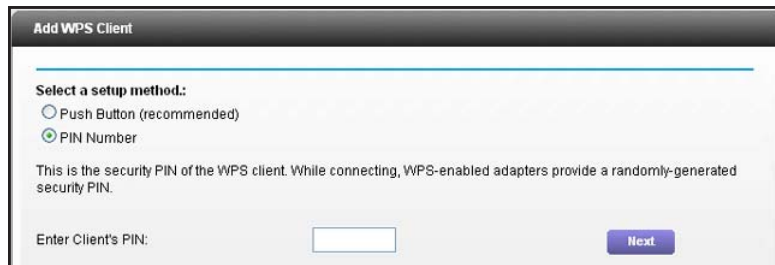 Add WPS Client
Select a setup method.:
Push Button (recommended)
PIN Number
This is the security PIN of the WPS client. While connecting, WPS-enabled adapters provide a randomly-generated
security PIN.
Enter Client's PIN:
Next